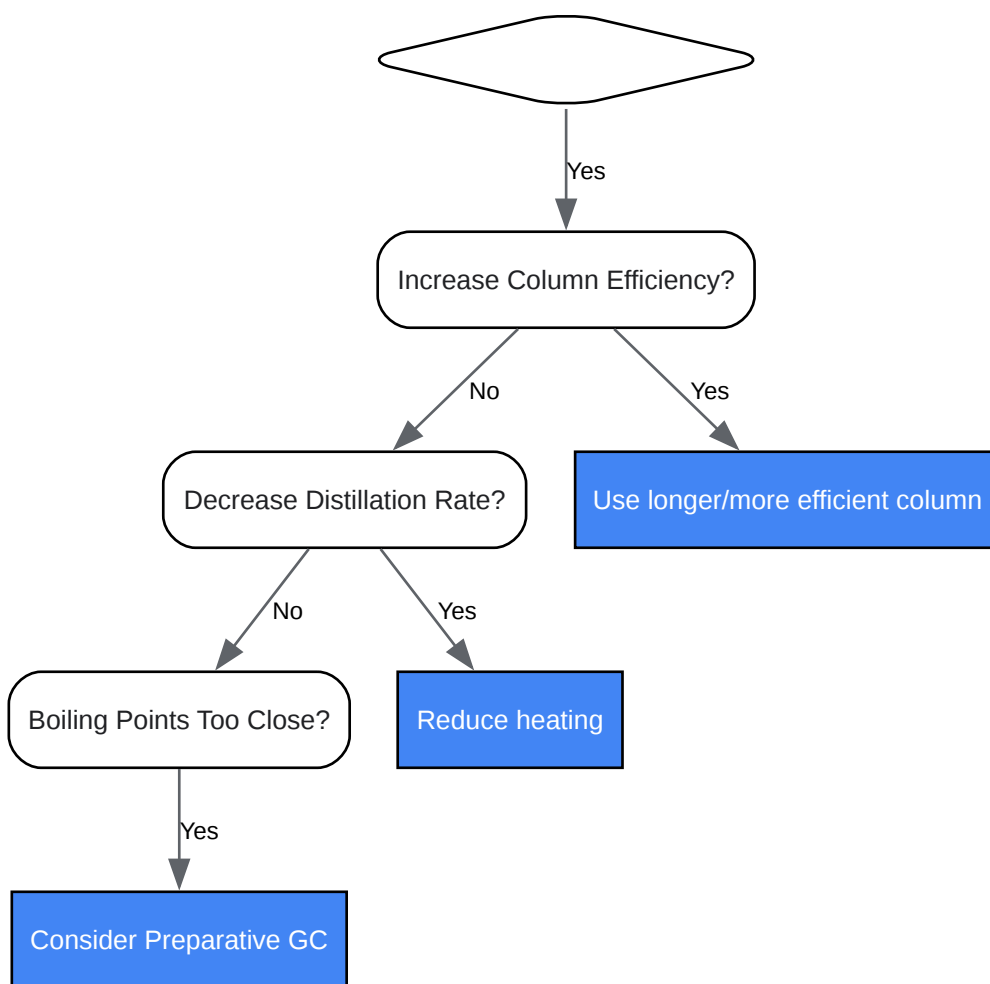 Yes
Increase Column Efficiency?
No
Yes
Decrease Distillation Rate?
Use longer/more efficient column
No
Yes
Boiling Points Too Close?
Reduce heating
Yes
Consider Preparative GC